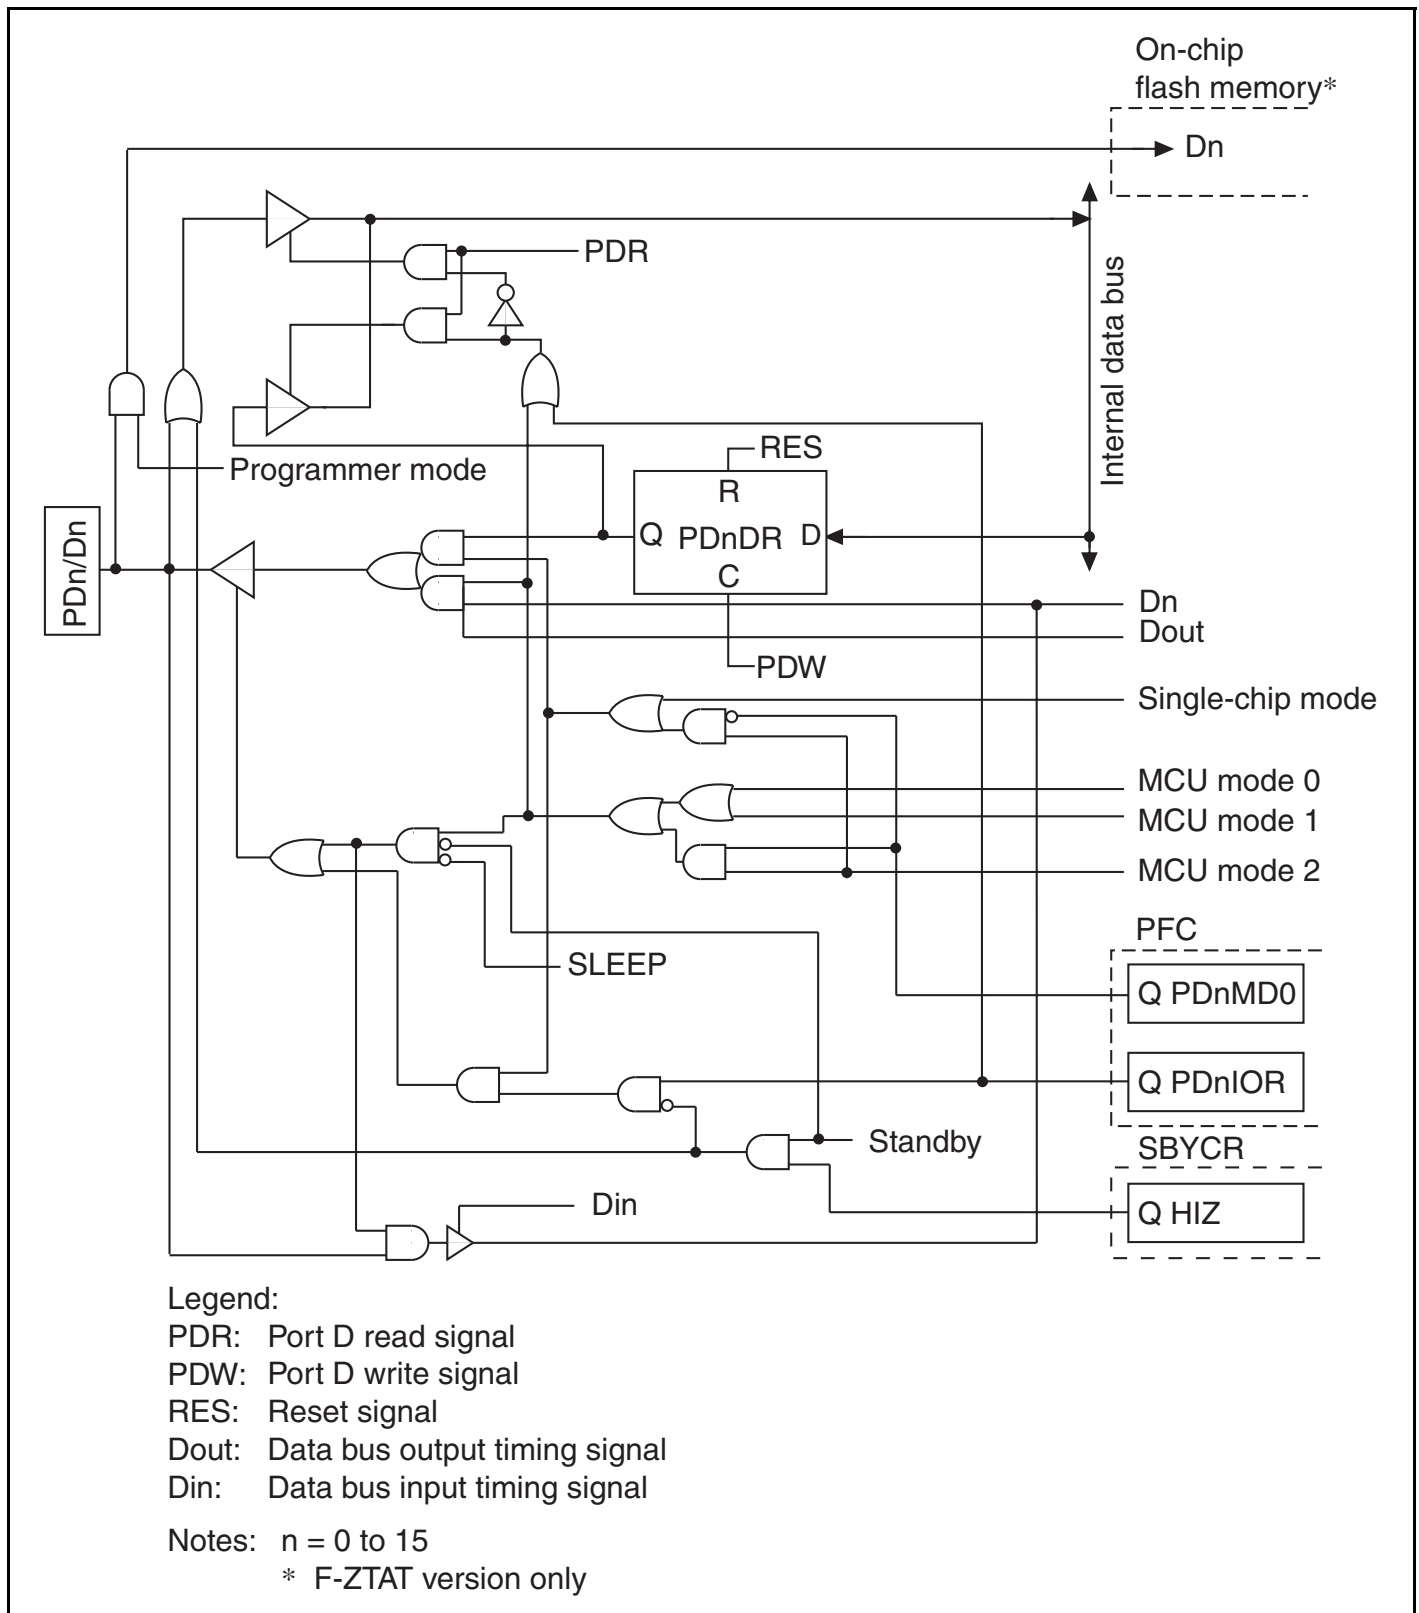 On-chip
flash memory*
Dn
PDR
Internal data bus
Programmer mode
RES
R
Q PDnDR D
C
PDn/Dn
Dn
Dout
PDW
Single-chip mode
MCU mode 0
MCU mode 1
MCU mode 2
PFC
SLEEP
Q PDnMD0
Q PDnIOR
Standby
SBYCR
Din
Q HIZ
Legend:
PDR: Port D read signal
PDW: Port D write signal
RES: Reset signal
Dout: Data bus output timing signal
Din: Data bus input timing signal
Notes: n = 0 to 15
* F-ZTAT version only